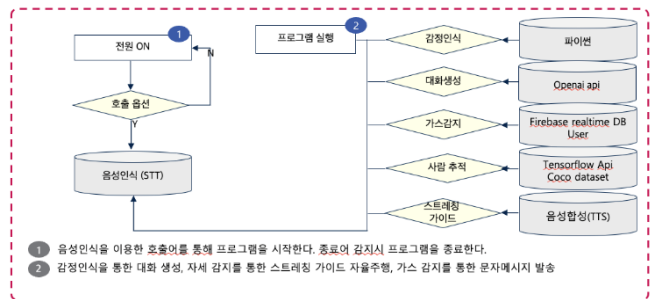 1
전원 ON
N
호출 옵션
Y
음성인식 (STT)
2
프로그램 실행
감정인식
파이썬
대화생성
Openai api
가스감지
Firebase realtime DB
User
사람 추적
Tensorflow Api
Coco dataset
스트레칭
가이드
음성합성(TTS)
1 음성인식을 이용한 호출어를 통해 프로그램을 시작한다. 종료어 감지시 프로그램을 종료한다.
2 감정인식을 통한 대화 생성, 자세 감지를 통한 스트레칭 가이드 자율주행, 가스 감지를 통한 문자메시지 발송